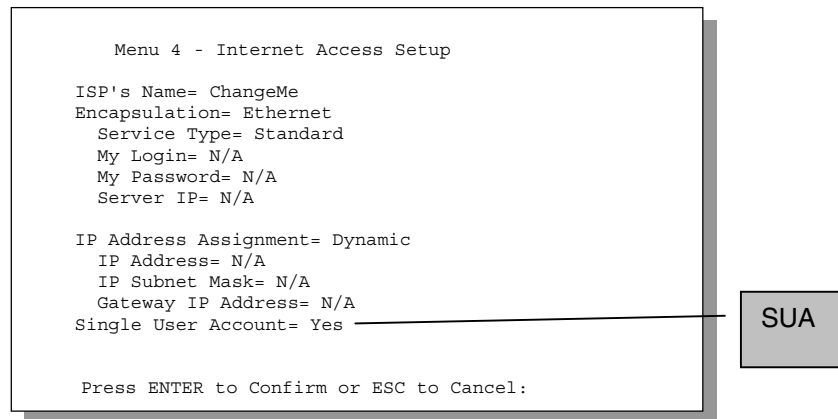 Menu 4 - Internet Access Setup
ISP's Name= ChangeMe
Encapsulation= Ethernet
Service Type= Standard
My Login= N/A
My Password= N/A
Server IP= N/A
IP Address Assignment= Dynamic
IP Address= N/A
IP Subnet Mask= N/A
Gateway IP Address= N/A
Single User Account= Yes
SUA
Press ENTER to Confirm or ESC to Cancel: